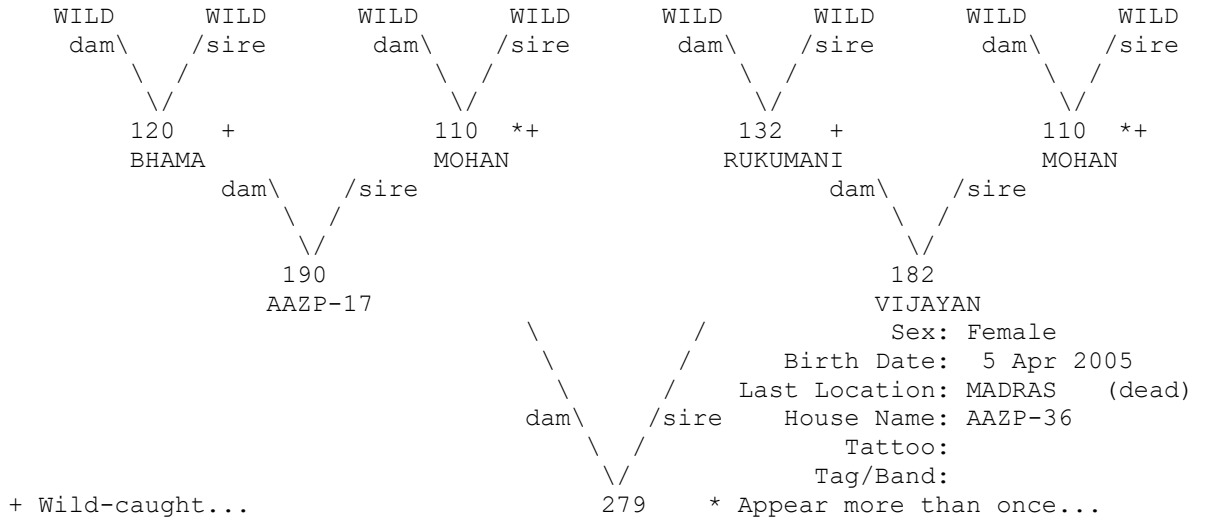 WILD WILD WILD WILD WILD WILD WILD WILD
dam\ /sire dam\ /sire dam\ /sire dam\ /sire
\ / \ / \ / \ /
\/ \/ \/ \/
120 + 110 *+ 132 + 110 *+
BHAMA MOHAN RUKUMANI MOHAN
dam\ /sire dam\ /sire
\ / \ /
\/ \/
190 182
AAZP-17 VIJAYAN
\ / Sex: Female
\ / Birth Date: 5 Apr 2005
\ / Last Location: MADRAS (dead)
dam\ /sire House Name: AAZP-36
\ / Tattoo:
\/ Tag/Band:
+ Wild-caught... 279 * Appear more than once...